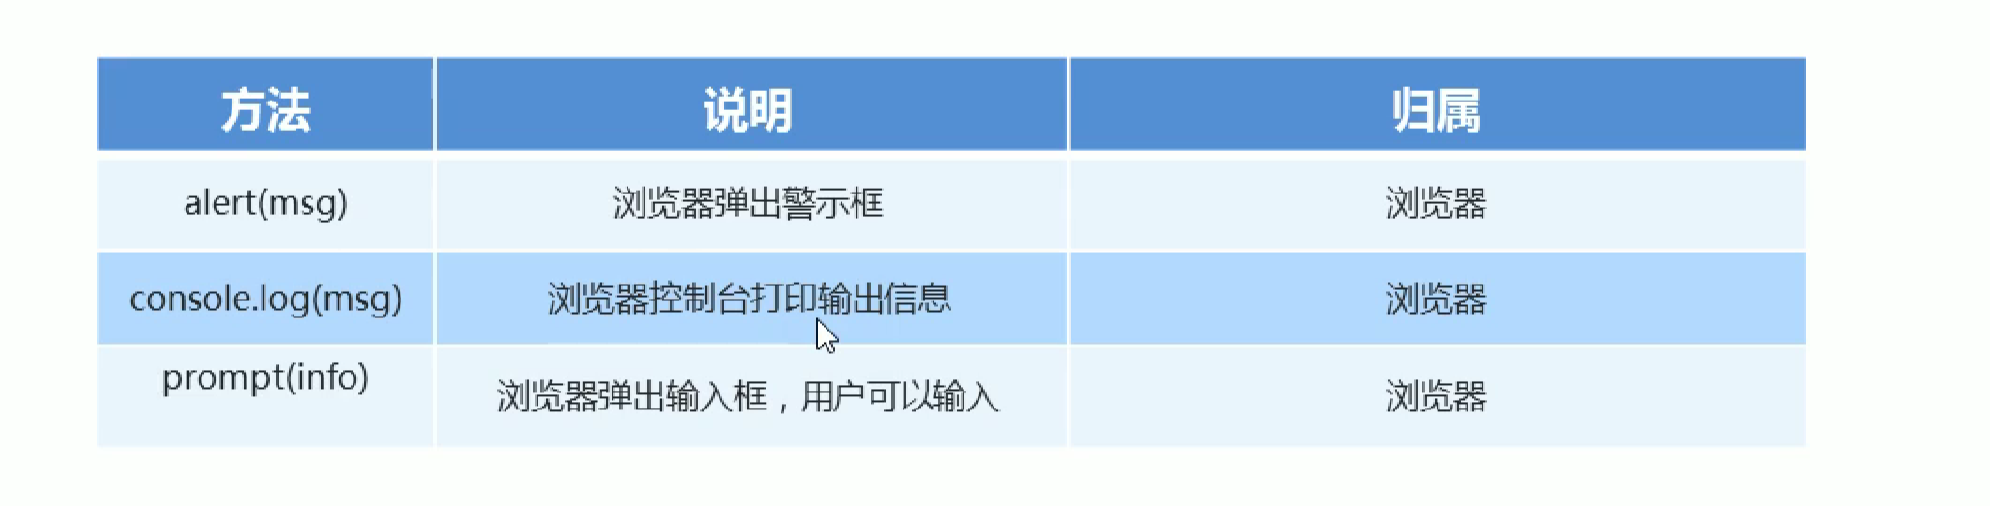 方法 说明 归属
alert(msg) 浏览器弹出警示框 浏览器
console.log(msg) 浏览器控制台打印输出信息 浏览器
prompt(info) 浏览器弹出输入框，用户可以输入 浏览器